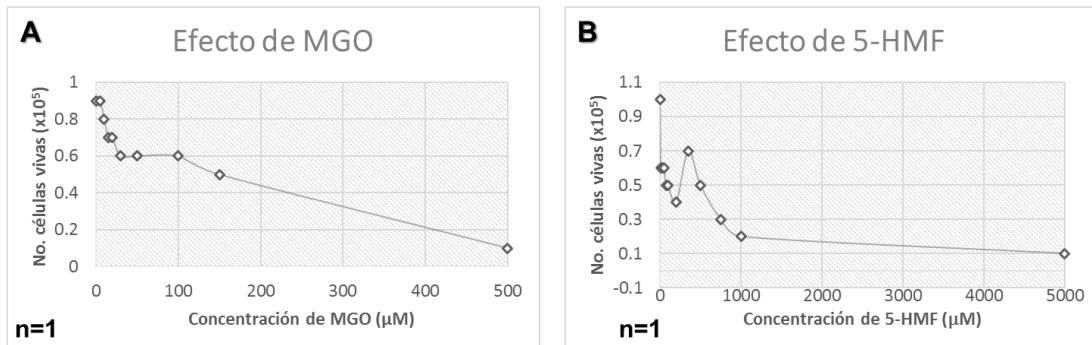 A
Efecto de MGO
No. células vivas (x10⁵)
1
0.8
0.6
0.4
0.2
0
0 100 200 300 400 500
Concentración de MGO (µM)
n=1
B
Efecto de 5-HMF
No. células vivas (x10⁵)
1.1
0.9
0.7
0.5
0.3
0.1
-0.1
0 1000 2000 3000 4000 5000
Concentración de 5-HMF (µM)
n=1